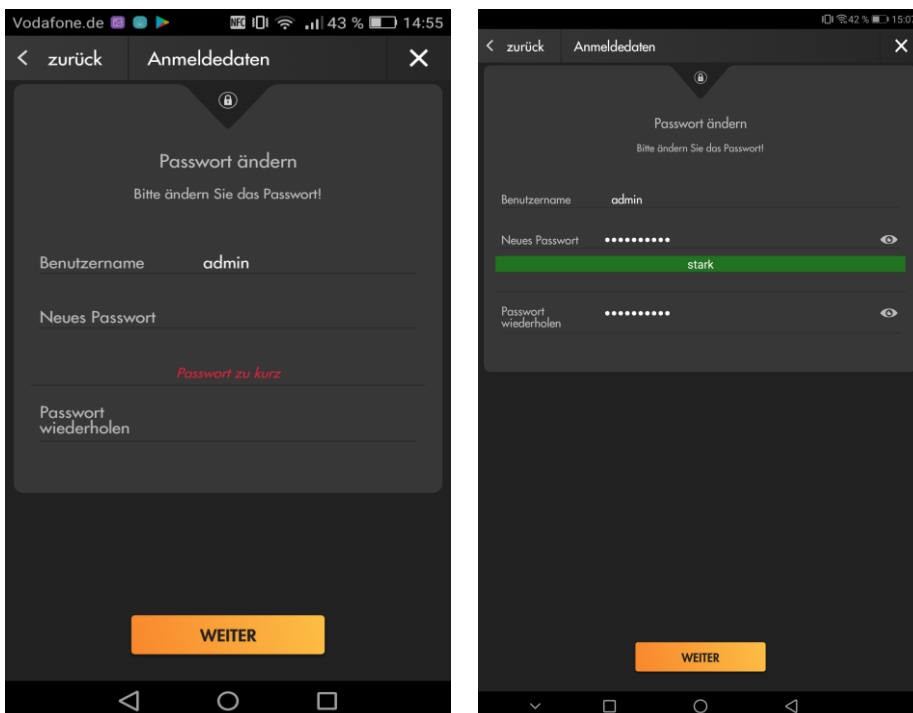 Vodafone.de 43 % 14:55
zurück Anmeldedaten
Passwort ändern
Bitte ändern Sie das Passwort!
Benutzername admin
Neues Passwort
Passwort zu kurz
Passwort
wiederholen
WEITER
42 % 15:07
zurück Anmeldedaten
Passwort ändern
Bitte ändern Sie das Passwort!
Benutzername admin
Neues Passwort ••••••••••
stark
Passwort
wiederholen ••••••••••
WEITER